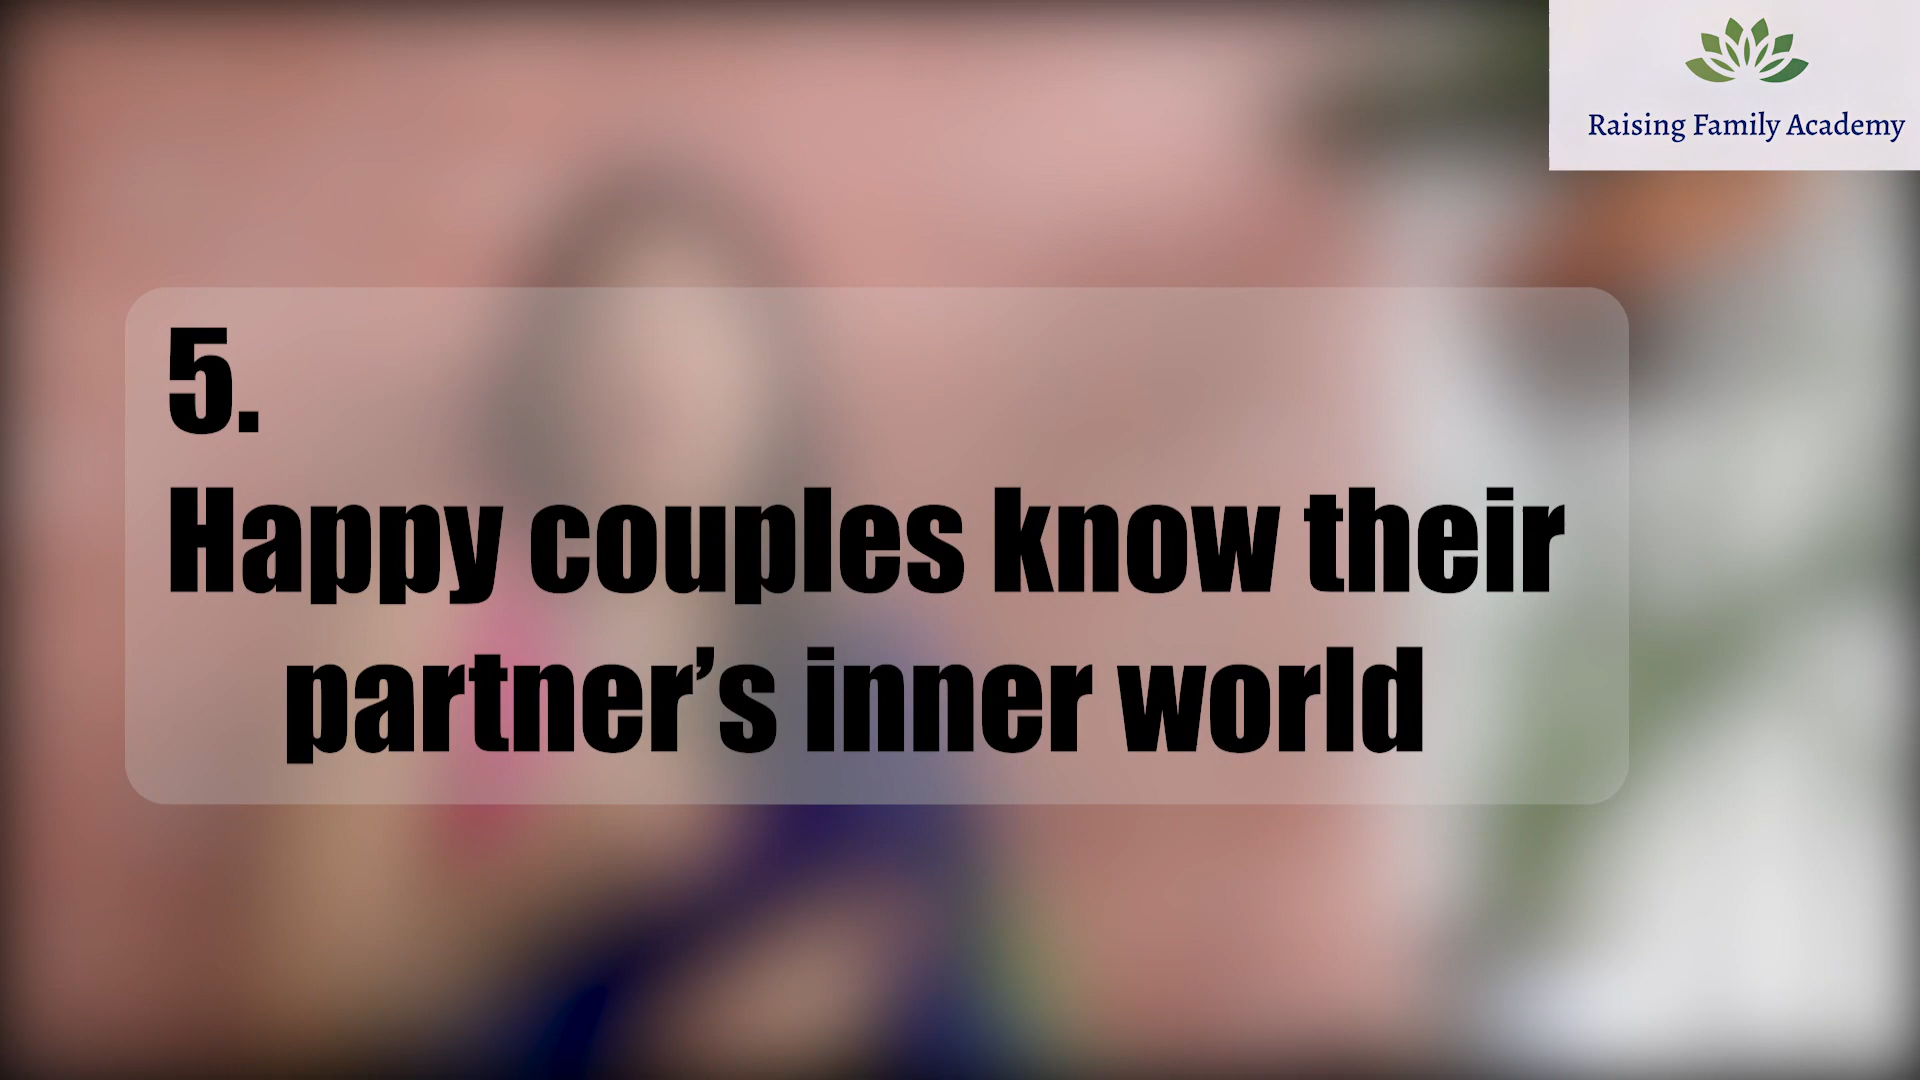 Raising Family Academy
5.
Happy couples know their
partner’s inner world